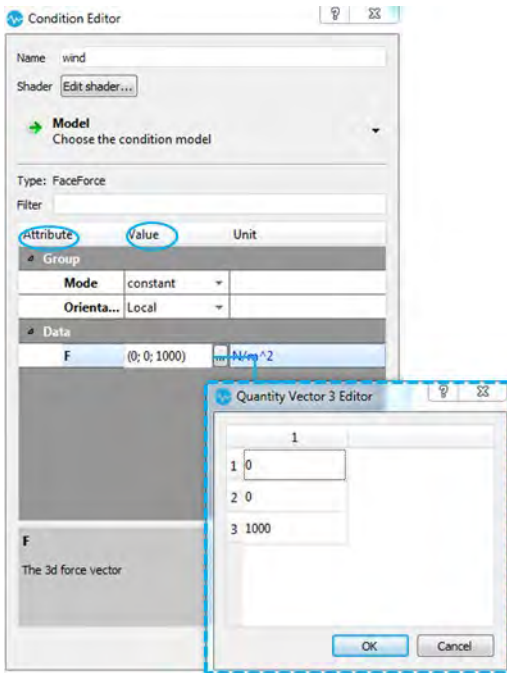 Condition Editor
Name wind
Shader Edit shader...
Model
Choose the condition model
Type: FaceForce
Filter
Attribute Value Unit
Group
Mode constant
Orienta... Local
Data
F (0; 0; 1000) ... N/m^2
Quantity Vector 3 Editor
1
1 0
2 0
3 1000
F
The 3d force vector
OK Cancel